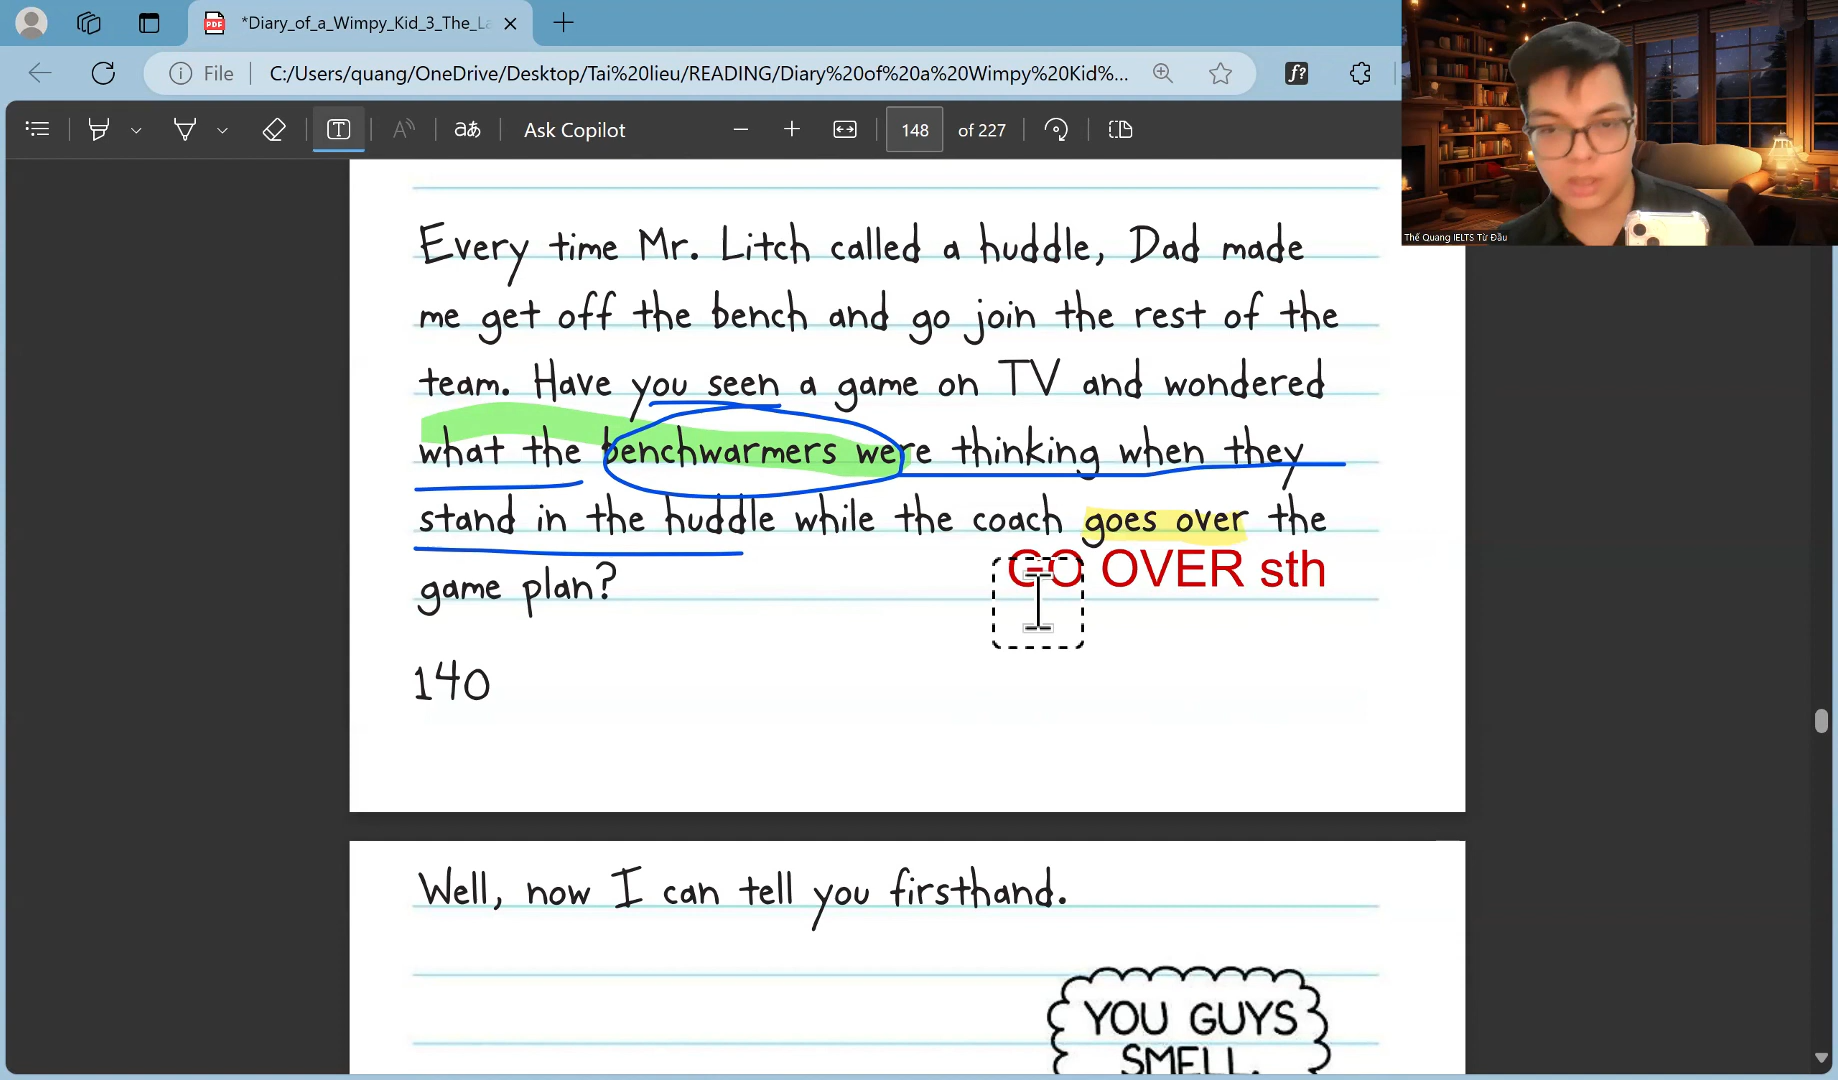 *Diary_of_a_Wimpy_Kid_3_The_La
File
C:/Users/quang/OneDrive/Desktop/Tai%20lieu/READING/Diary%20of%20a%20Wimpy%20Kid%...
Ask Copilot
148 of 227
Thế Quang IELTS Từ Đầu
Every time Mr. Litch called a huddle, Dad made
me get off the bench and go join the rest of the
team. Have you seen a game on TV and wondered
what the benchwarmers were thinking when they
stand in the huddle while the coach goes over the
GO OVER sth
game plan?
140
Well, now I can tell you firsthand.
YOU GUYS
SMELL.